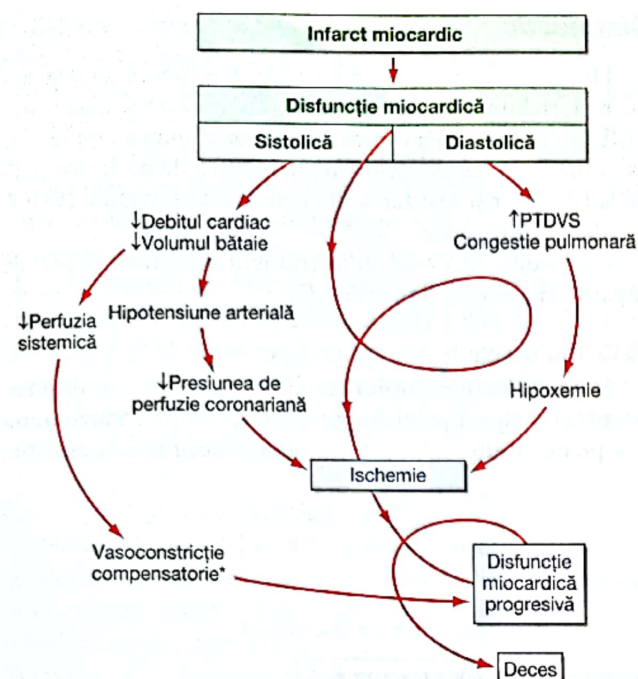 Infarct miocardic
Disfuncție miocardică
Sistolică
Diastolică
↓Debitul cardiac
↓Volumul bătaie
↑PTDVS
Congestie pulmonară
↓Perfuzia
sistemică
Hipotensiune arterială
↓Presiunea de
perfuzie coronariană
Hipoxemie
Ischemie
Vasoconstricție
compensatorie*
Disfuncție
miocardică
progresivă
Deces